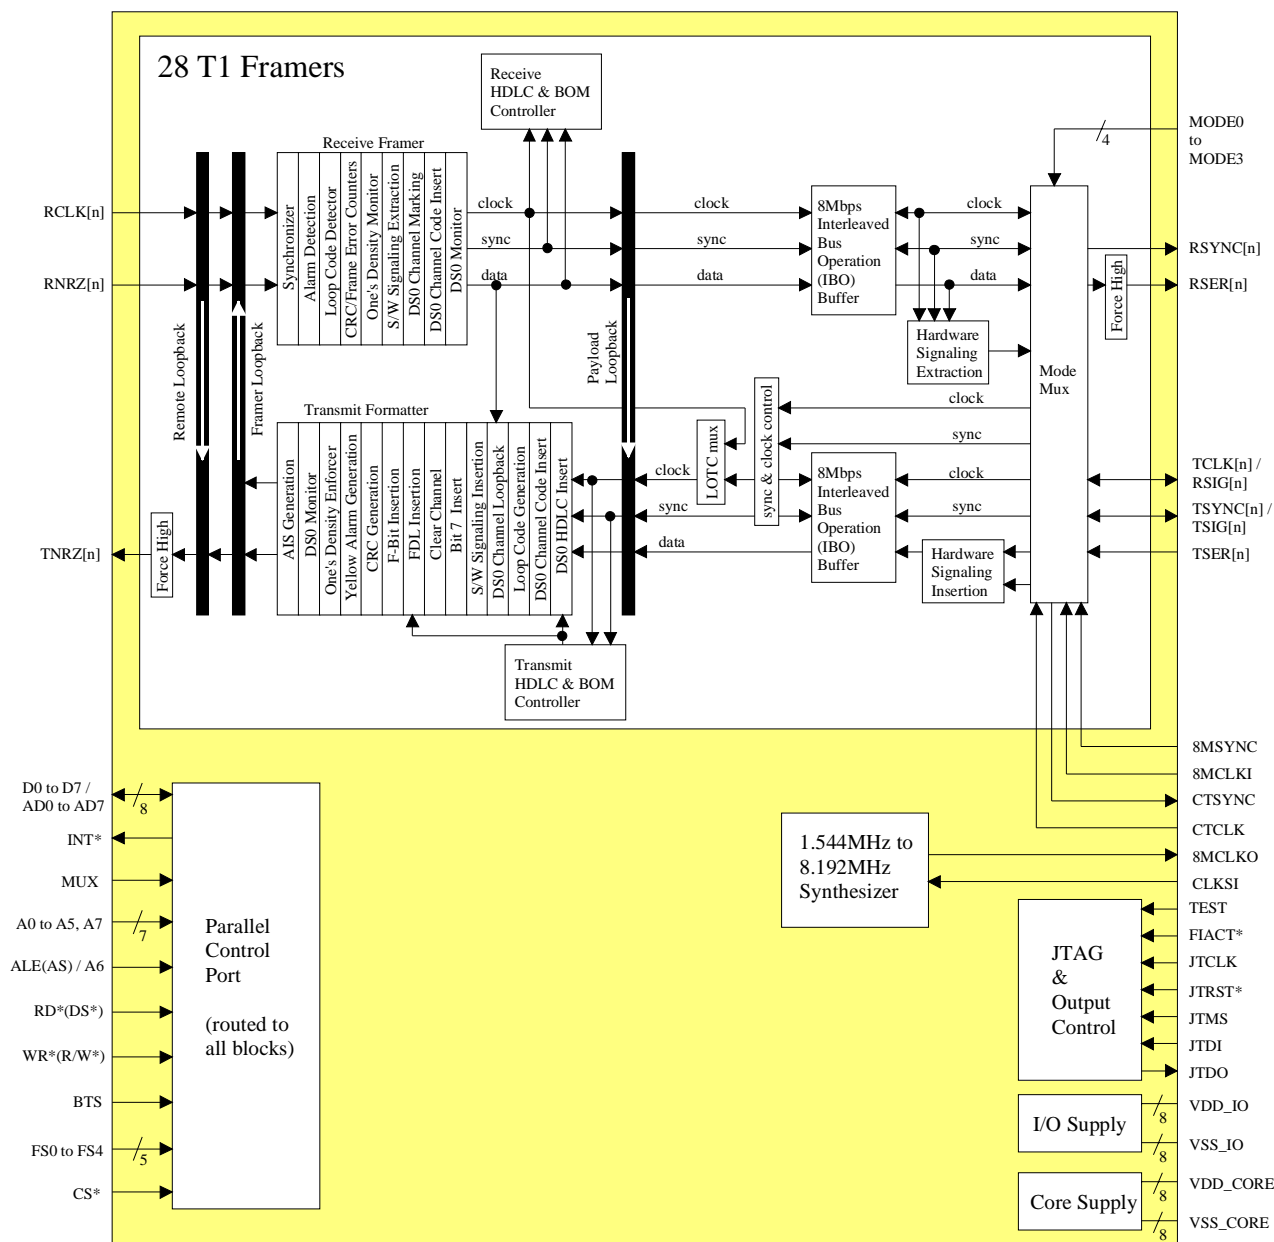 28 T1 Framers
Receive
HDLC & BOM
Controller
MODE0
to
MODE3
4
Receive Framer
RCLK[n]
RNRZ[n]
Synchronizer
Alarm Detection
Loop Code Detector
CRC/Frame Error Counters
One's Density Monitor
S/W Signaling Extraction
DS0 Channel Marking
DS0 Channel Code Insert
DS0 Monitor
clock
sync
data
clock
sync
data
8Mbps
Interleaved
Bus
Operation
(IBO)
Buffer
clock
sync
data
RSYNC[n]
RSER[n]
Force High
Hardware
Signaling
Extraction
Mode
Mux
Remote Loopback
Framer Loopback
Payload
Loopback
Transmit Formatter
AIS Generation
DS0 Monitor
One's Density Enforcer
Yellow Alarm Generation
CRC Generation
F-Bit Insertion
FDL Insertion
Clear Channel
Bit 7 Insert
S/W Signaling Insertion
DS0 Channel Loopback
Loop Code Generation
DS0 Channel Code Insert
DS0 HDLC Insert
clock
sync
data
LOTC mux
sync & clock control
clock
sync
8Mbps
Interleaved
Bus
Operation
(IBO)
Buffer
clock
sync
data
Hardware
Signaling
Insertion
TCLK[n] /
RSIG[n]
TSYNC[n] /
TSIG[n]
TSER[n]
TNRZ[n]
Force High
Transmit
HDLC & BOM
Controller
8MSYNC
8MCLKI
CTSYNC
CTCLK
8MCLKO
CLKSI
1.544MHz to
8.192MHz
Synthesizer
D0 to D7 /
AD0 to AD7
8
INT*
MUX
A0 to A5, A7
7
ALE(AS) / A6
RD*(DS*)
WR*(R/W*)
BTS
FS0 to FS4
5
CS*
Parallel
Control
Port
(routed to
all blocks)
JTAG
&
Output
Control
TEST
FIACT*
JTCLK
JTRST*
JTMS
JTDI
JTDO
I/O Supply
8
VDD_IO
8
VSS_IO
Core Supply
8
VDD_CORE
8
VSS_CORE